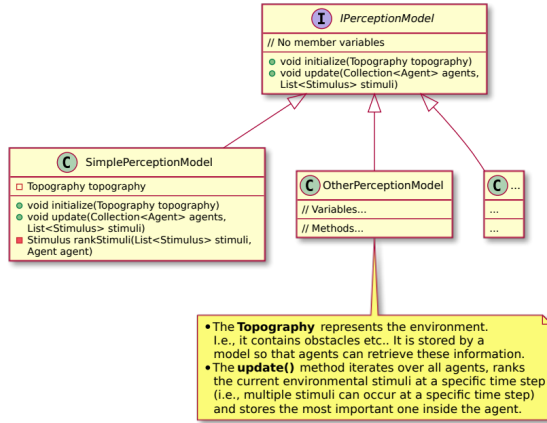 I IPerceptionModel
// No member variables
void initialize(Topography topography)
void update(Collection<Agent> agents,
List<Stimulus> stimuli)
C SimplePerceptionModel
Topography topography
void initialize(Topography topography)
void update(Collection<Agent> agents,
List<Stimulus> stimuli)
Stimulus rankStimuli(List<Stimulus> stimuli,
Agent agent)
C OtherPerceptionModel
// Variables...
// Methods...
C ...
...
...
• The Topography represents the environment.
I.e., it contains obstacles etc.. It is stored by a
model so that agents can retrieve these information.
• The update() method iterates over all agents, ranks
the current environmental stimuli at a specific time step
(i.e., multiple stimuli can occur at a specific time step)
and stores the most important one inside the agent.